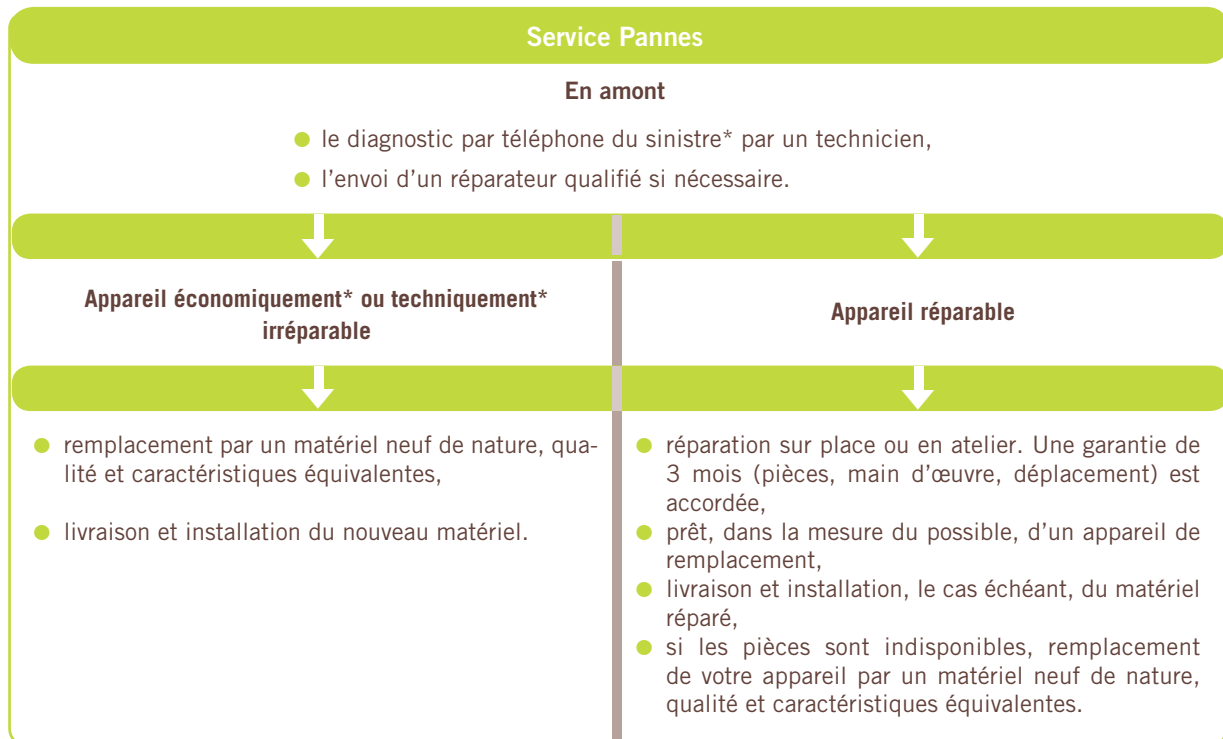 Service Pannes
En amont
● le diagnostic par téléphone du sinistre* par un technicien,
● l'envoi d'un réparateur qualifié si nécessaire.
Appareil économiquement* ou techniquement*
irréparable
● remplacement par un matériel neuf de nature, qua-
lité et caractéristiques équivalentes,
● livraison et installation du nouveau matériel.
Appareil réparable
● réparation sur place ou en atelier. Une garantie de
3 mois (pièces, main d'œuvre, déplacement) est
accordée,
● prêt, dans la mesure du possible, d'un appareil de
remplacement,
● livraison et installation, le cas échéant, du matériel
réparé,
● si les pièces sont indisponibles, remplacement
de votre appareil par un matériel neuf de nature,
qualité et caractéristiques équivalentes.